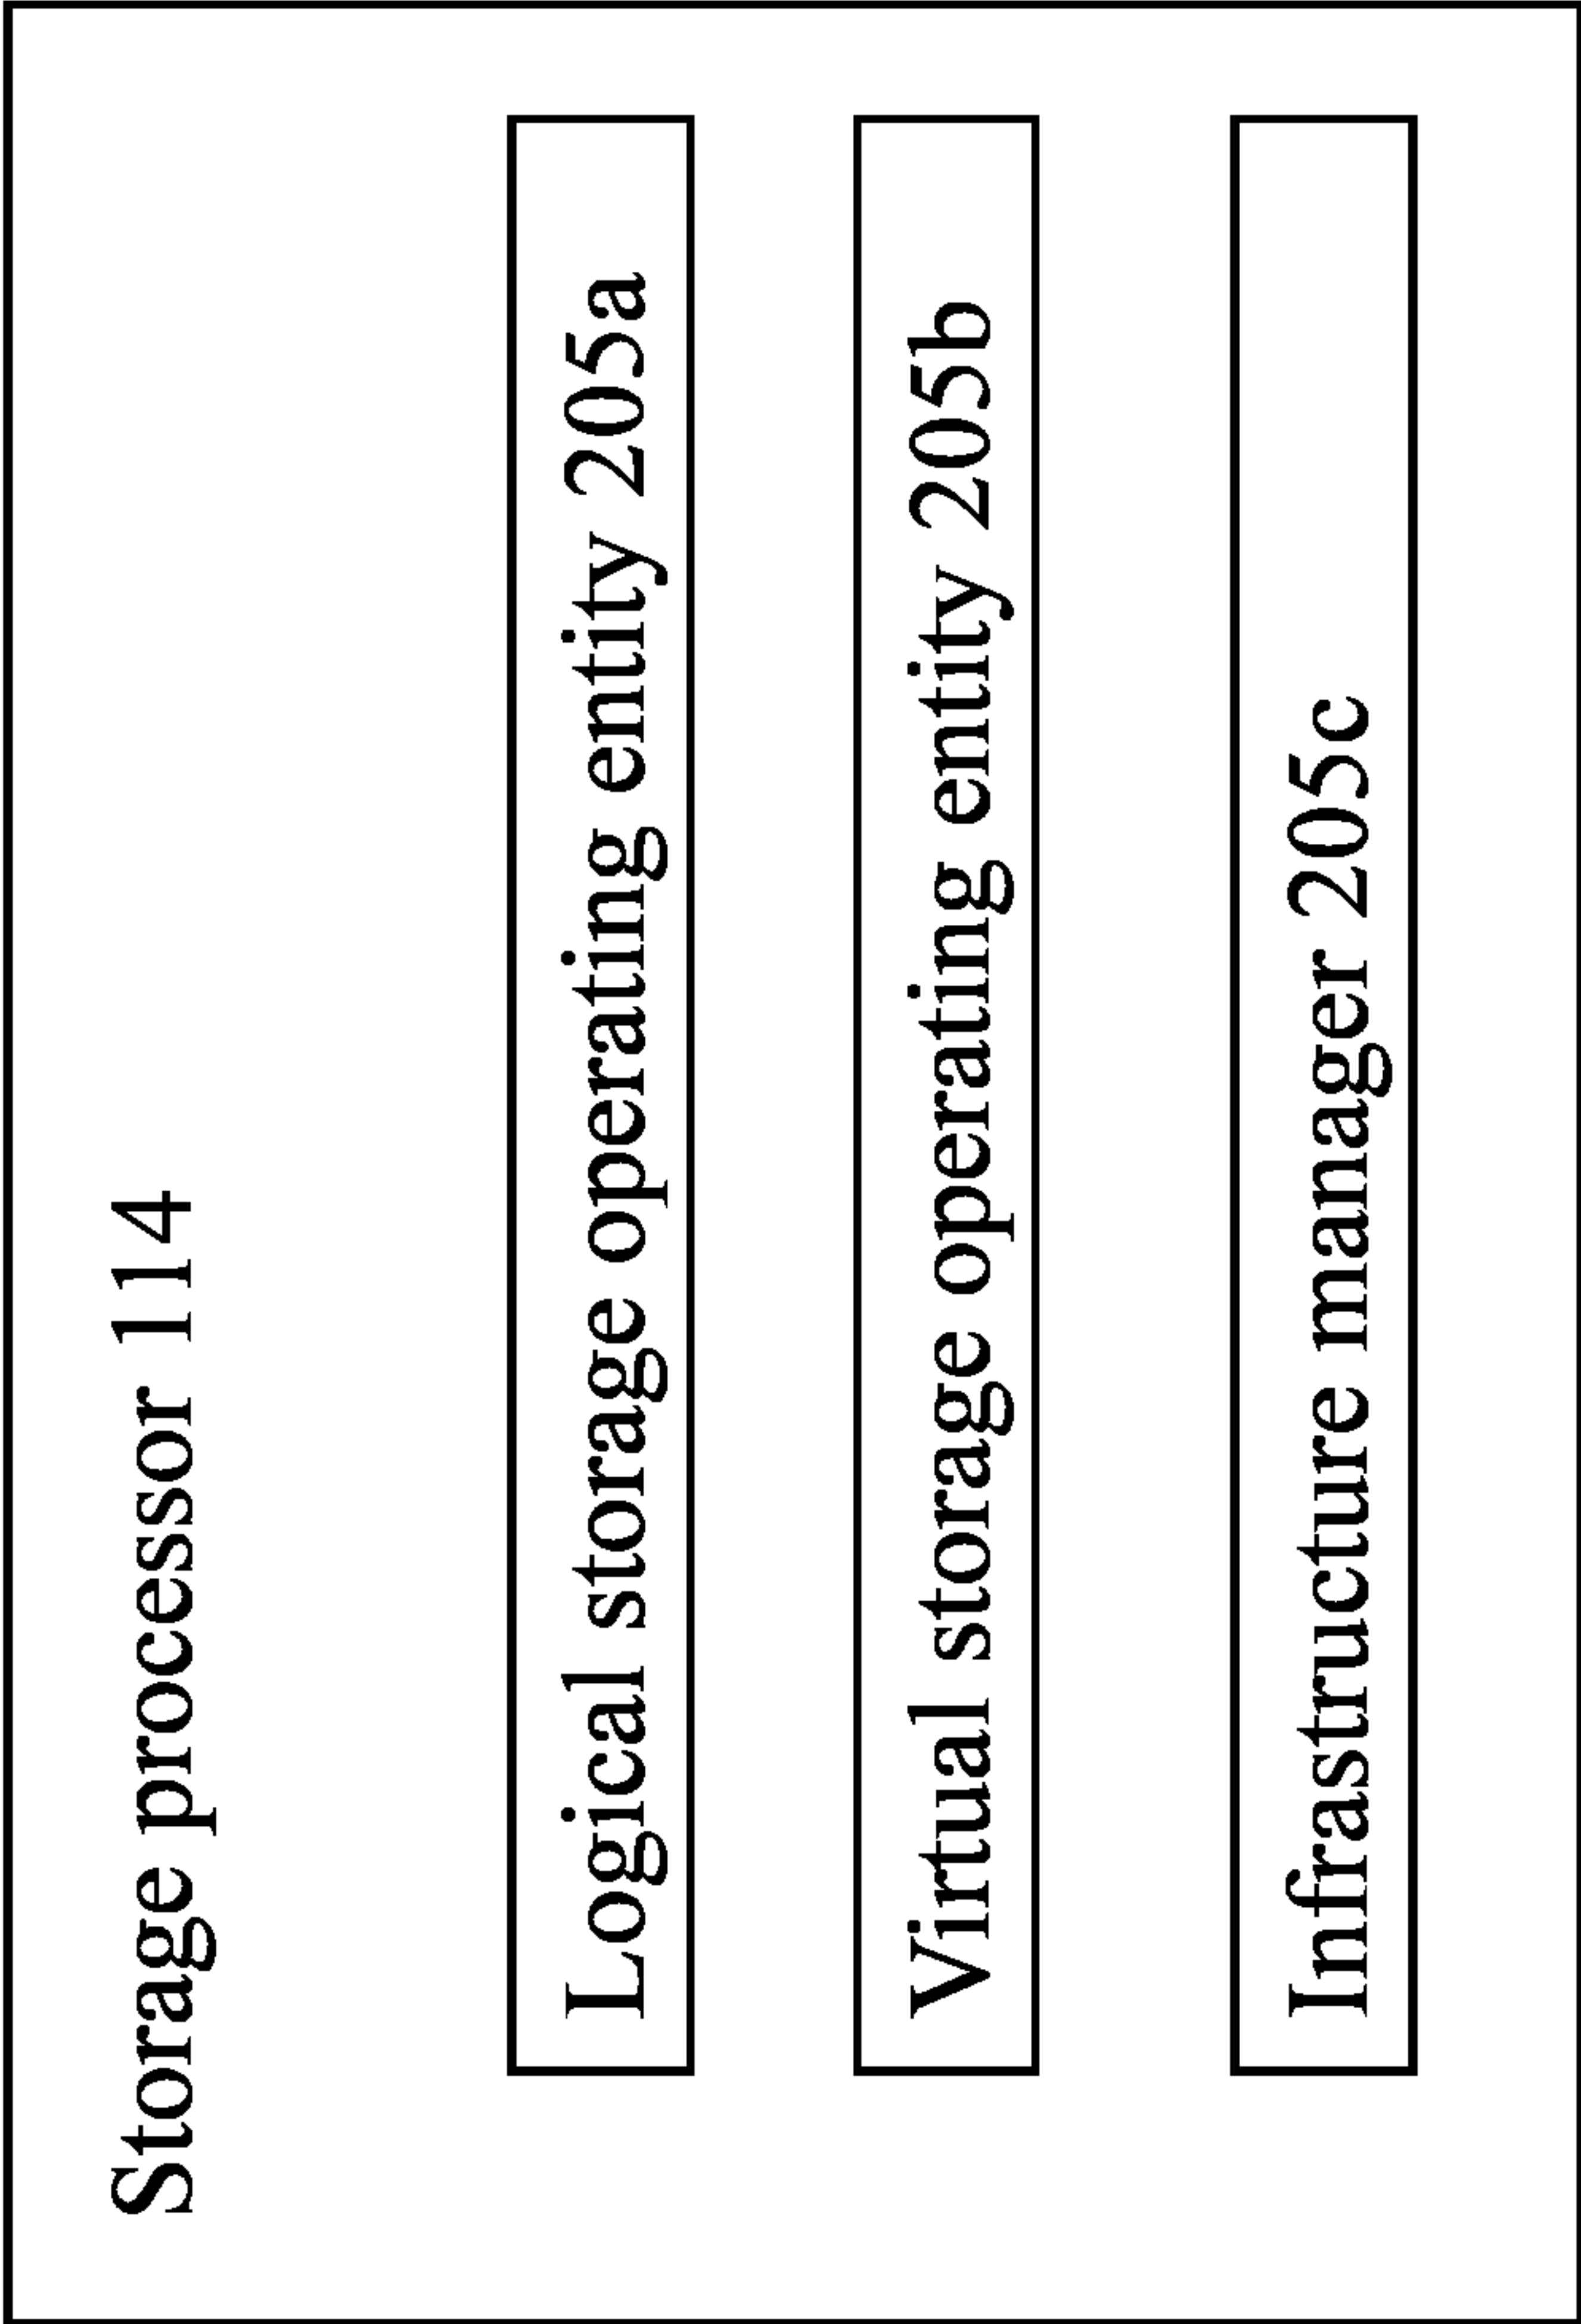 Storage processor 114
Logical storage operating entity 205a
Virtual storage operating entity 205b
Infrastructure manager 205c